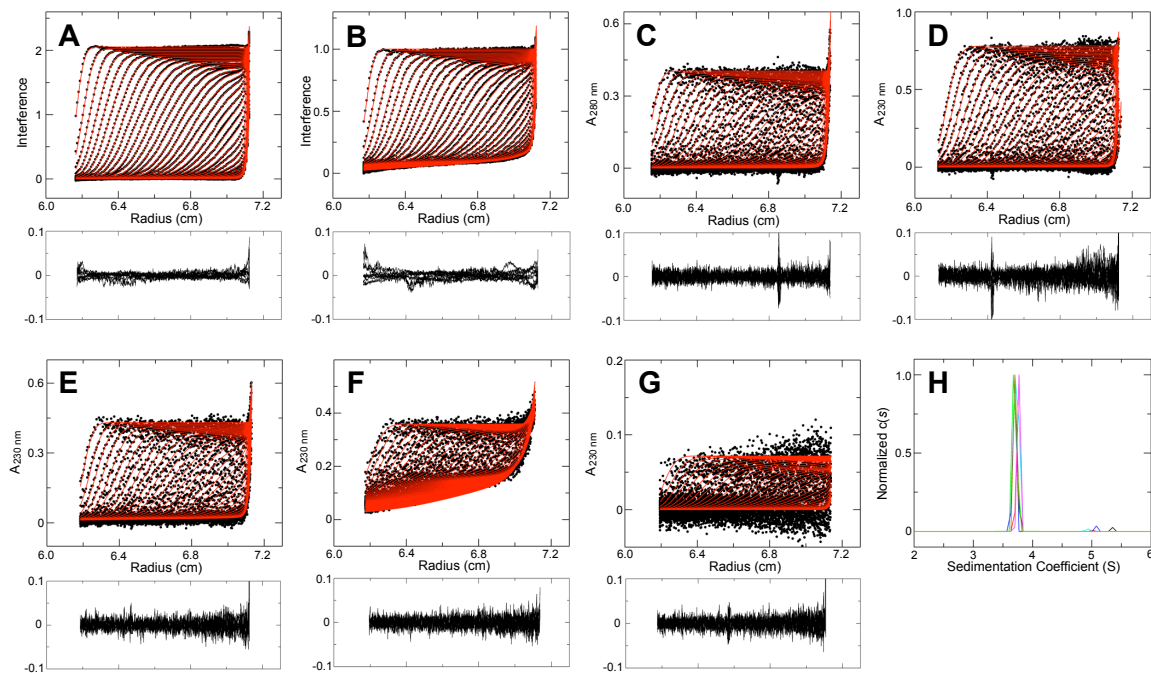 A
Interference
2
1
0
6.0 6.4 6.8 7.2
Radius (cm)
0.1
0
-0.1
B
Interference
1.0
0.5
0
6.0 6.4 6.8 7.2
Radius (cm)
0.1
0
-0.1
C
A280 nm
0.6
0.3
0
6.0 6.4 6.8 7.2
Radius (cm)
0.1
0
-0.1
D
A230 nm
1.0
0.5
0
6.0 6.4 6.8 7.2
Radius (cm)
0.1
0
-0.1
E
A230 nm
0.6
0.3
0
6.0 6.4 6.8 7.2
Radius (cm)
0.1
0
-0.1
F
A230 nm
0.4
0.2
0
6.0 6.4 6.8 7.2
Radius (cm)
0.1
0
-0.1
G
A230 nm
0.2
0.1
0
6.0 6.4 6.8 7.2
Radius (cm)
0.1
0
-0.1
H
Normalized c(s)
1.0
0.5
0
2 3 4 5 6
Sedimentation Coefficient (S)